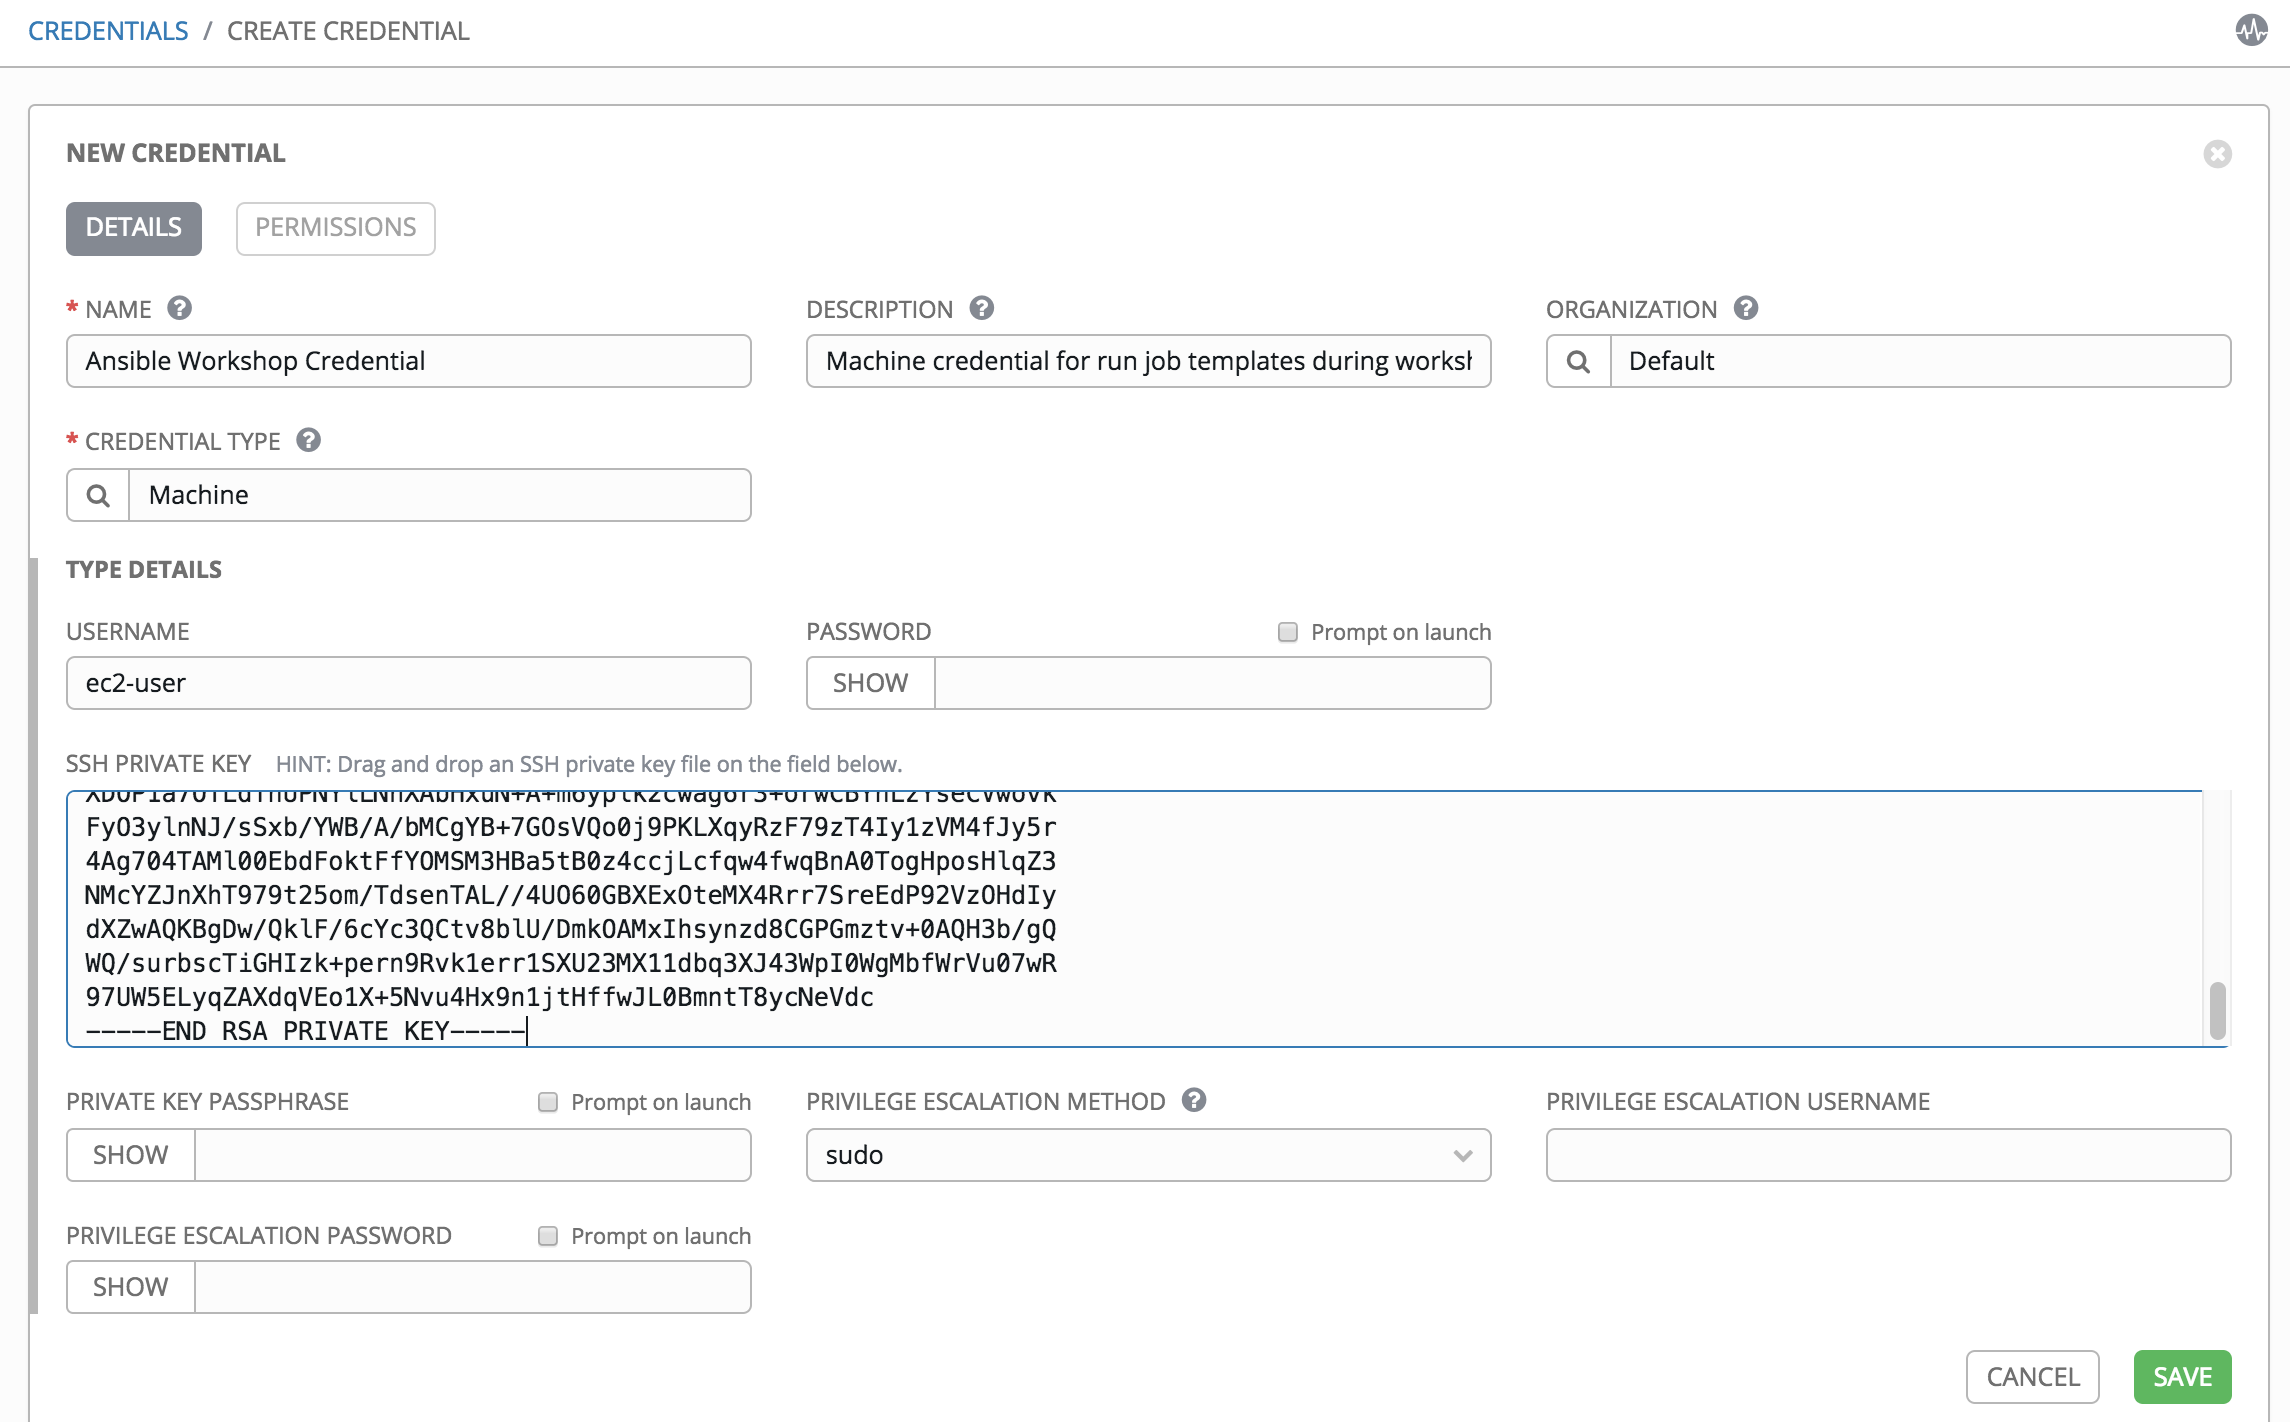 CREDENTIALS / CREATE CREDENTIAL
NEW CREDENTIAL
DETAILS PERMISSIONS
* NAME ? DESCRIPTION ? ORGANIZATION ?
Ansible Workshop Credential Machine credential for run job templates during worksh Default
* CREDENTIAL TYPE ?
Machine
TYPE DETAILS
USERNAME PASSWORD Prompt on launch
ec2-user SHOW
SSH PRIVATE KEY HINT: Drag and drop an SSH private key file on the field below.
FyO3ylnNJ/sSxb/YWB/A/bMCgYB+7GOsVQo0j9PKLXqyRzF79zT4Iy1zVM4fJy5r
4Ag704TAMl00EbdFoktFfYOMSM3HBa5tB0z4ccjLcfqw4fwqBnA0TogHposHlqZ3
NMcYZJnXhT979t25om/TdsenTAL//4UO60GBXExOteMX4Rrr7SreEdP92VzOHdIy
dXZwAQKBgDw/QklF/6cYc3QCtv8blU/DmkOAMxIhsynzd8CGPGmztv+0AQH3b/gQ
WQ/surbscTiGHIzk+pern9Rvk1err1SXU23MX11dbq3XJ43WpI0WgMbfWrVu07wR
97UW5ELyqZAXdqVEo1X+5Nvu4Hx9n1jtHffwJL0BmntT8ycNeVdc
-----END RSA PRIVATE KEY-----
PRIVATE KEY PASSPHRASE Prompt on launch PRIVILEGE ESCALATION METHOD ? PRIVILEGE ESCALATION USERNAME
SHOW sudo
PRIVILEGE ESCALATION PASSWORD Prompt on launch
SHOW
CANCEL SAVE